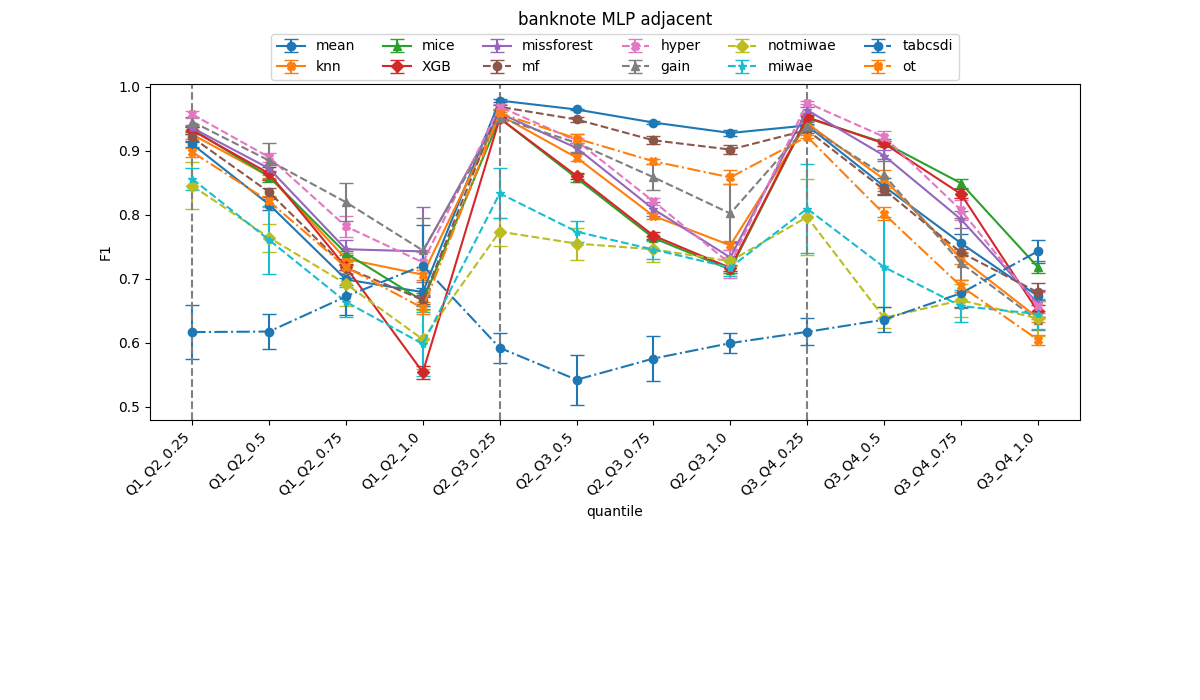 banknote MLP adjacent
mean mice missforest hyper notmiwae tabcsdi
knn XGB mf gain miwae ot
1.0
0.9
0.8
0.7
0.6
0.5
F1
Q1_Q2_0.25 Q1_Q2_0.5 Q1_Q2_0.75 Q1_Q2_1.0 Q2_Q3_0.25 Q2_Q3_0.5 Q2_Q3_0.75 Q2_Q3_1.0 Q3_Q4_0.25 Q3_Q4_0.5 Q3_Q4_0.75 Q3_Q4_1.0
quantile